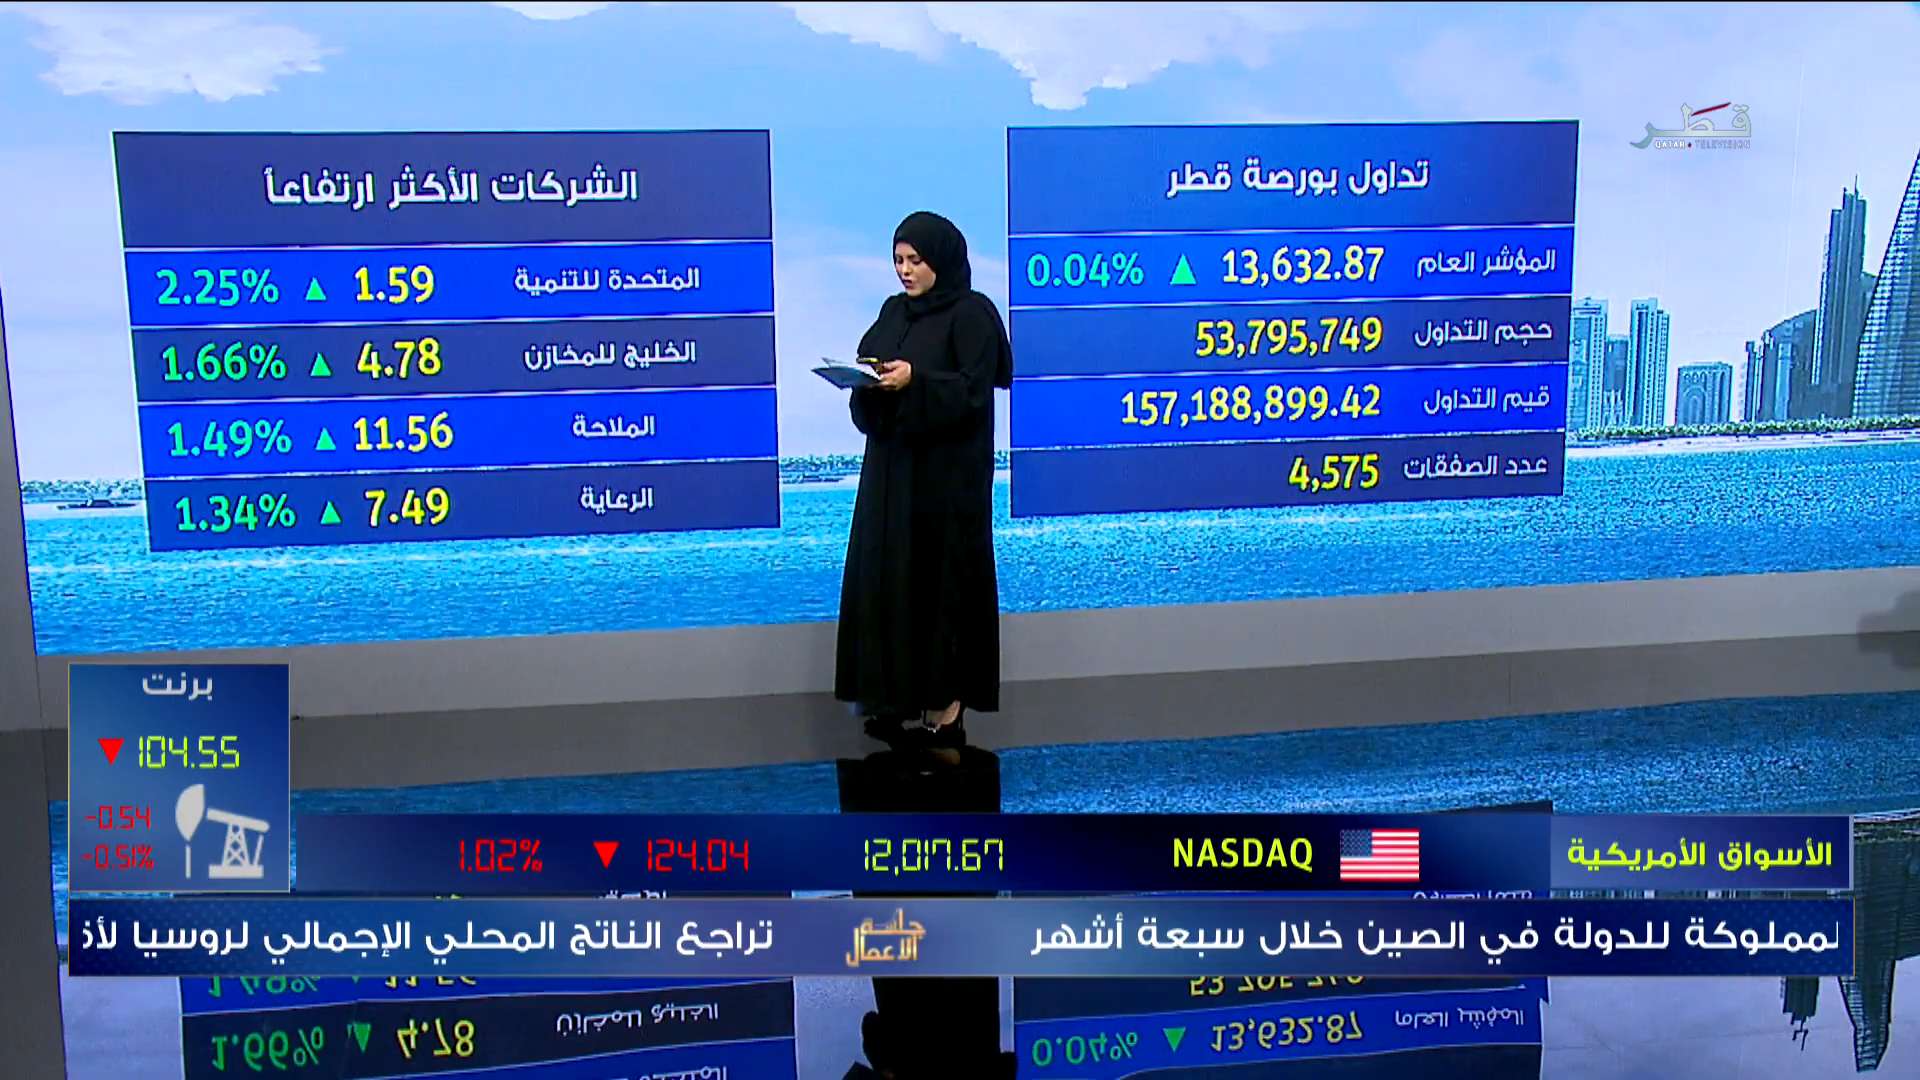 قطر
QATAR TELEVISION
تداول بورصة قطر
المؤشر العام 13,632.87 ▲ 0.04%
حجم التداول 53,795,749
قيم التداول 157,188,899.42
عدد الصفقات 4,575
الشركات الأكثر ارتفاعاً
المتحدة للتنمية 1.59 ▲ 2.25%
الخليج للمخازن 4.78 ▲ 1.66%
الملاحة 11.56 ▲ 1.49%
الرعاية 7.49 ▲ 1.34%
برنت
104.55 ▼
-0.54
-0.51%
الأسواق الأمريكية NASDAQ 12,017.67 124.04 ▼ 1.02%
لمملوكة للدولة في الصين خلال سبعة أشهر جلسة الأعمال تراجع الناتج المحلي الإجمالي لروسيا